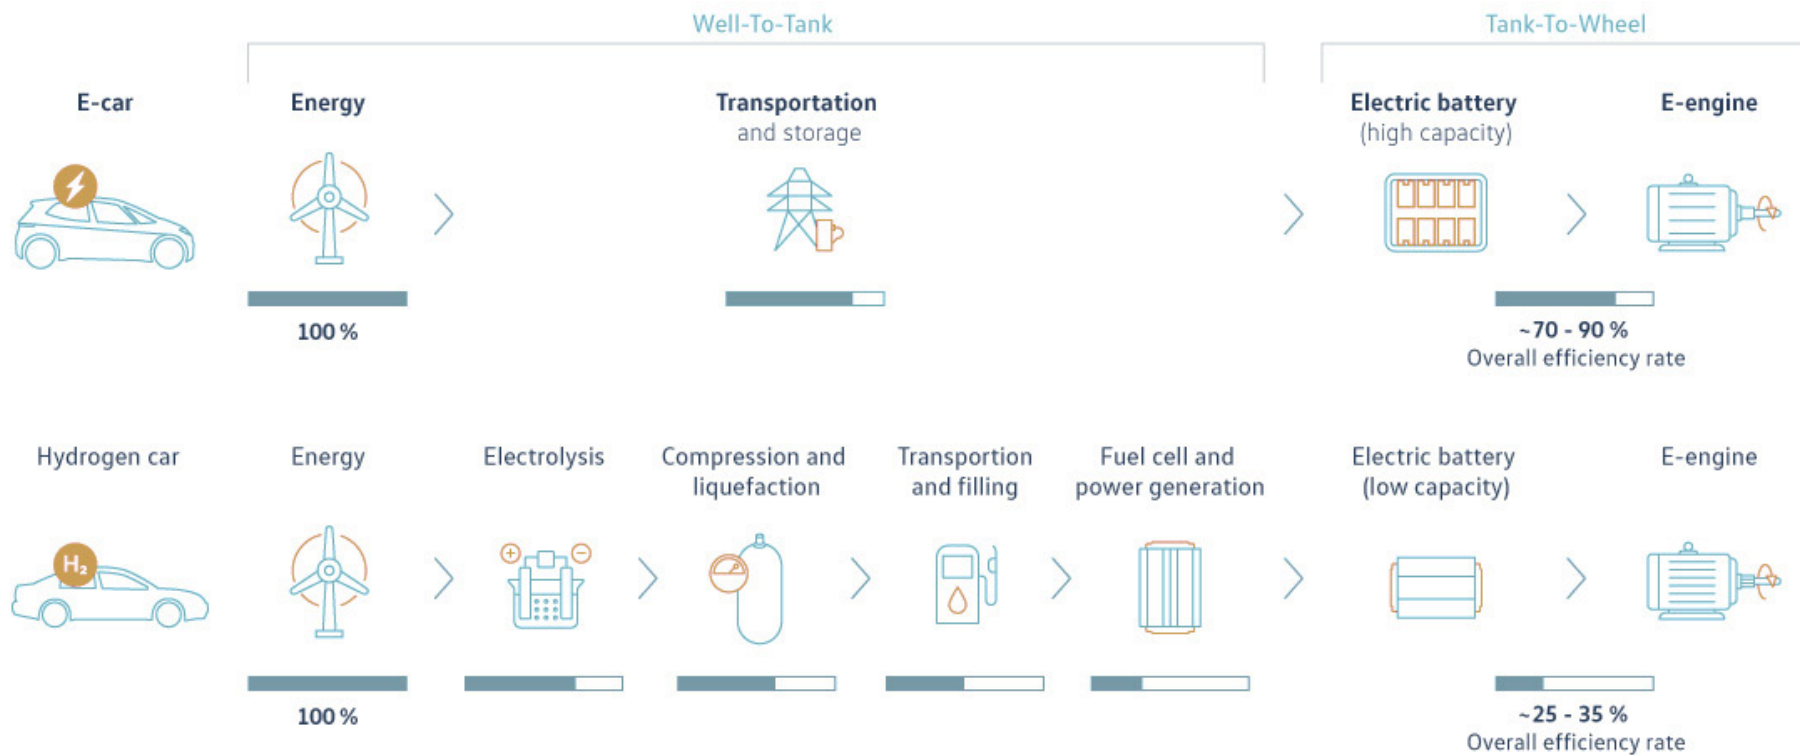 Well-To-Tank
Tank-To-Wheel
E-car
Energy
Transportation
and storage
Electric battery
(high capacity)
E-engine
100 %
~70 - 90 %
Overall efficiency rate
Hydrogen car
Energy
Electrolysis
Compression and
liquefaction
Transportion
and filling
Fuel cell and
power generation
Electric battery
(low capacity)
E-engine
H₂
+
−
100 %
~25 - 35 %
Overall efficiency rate